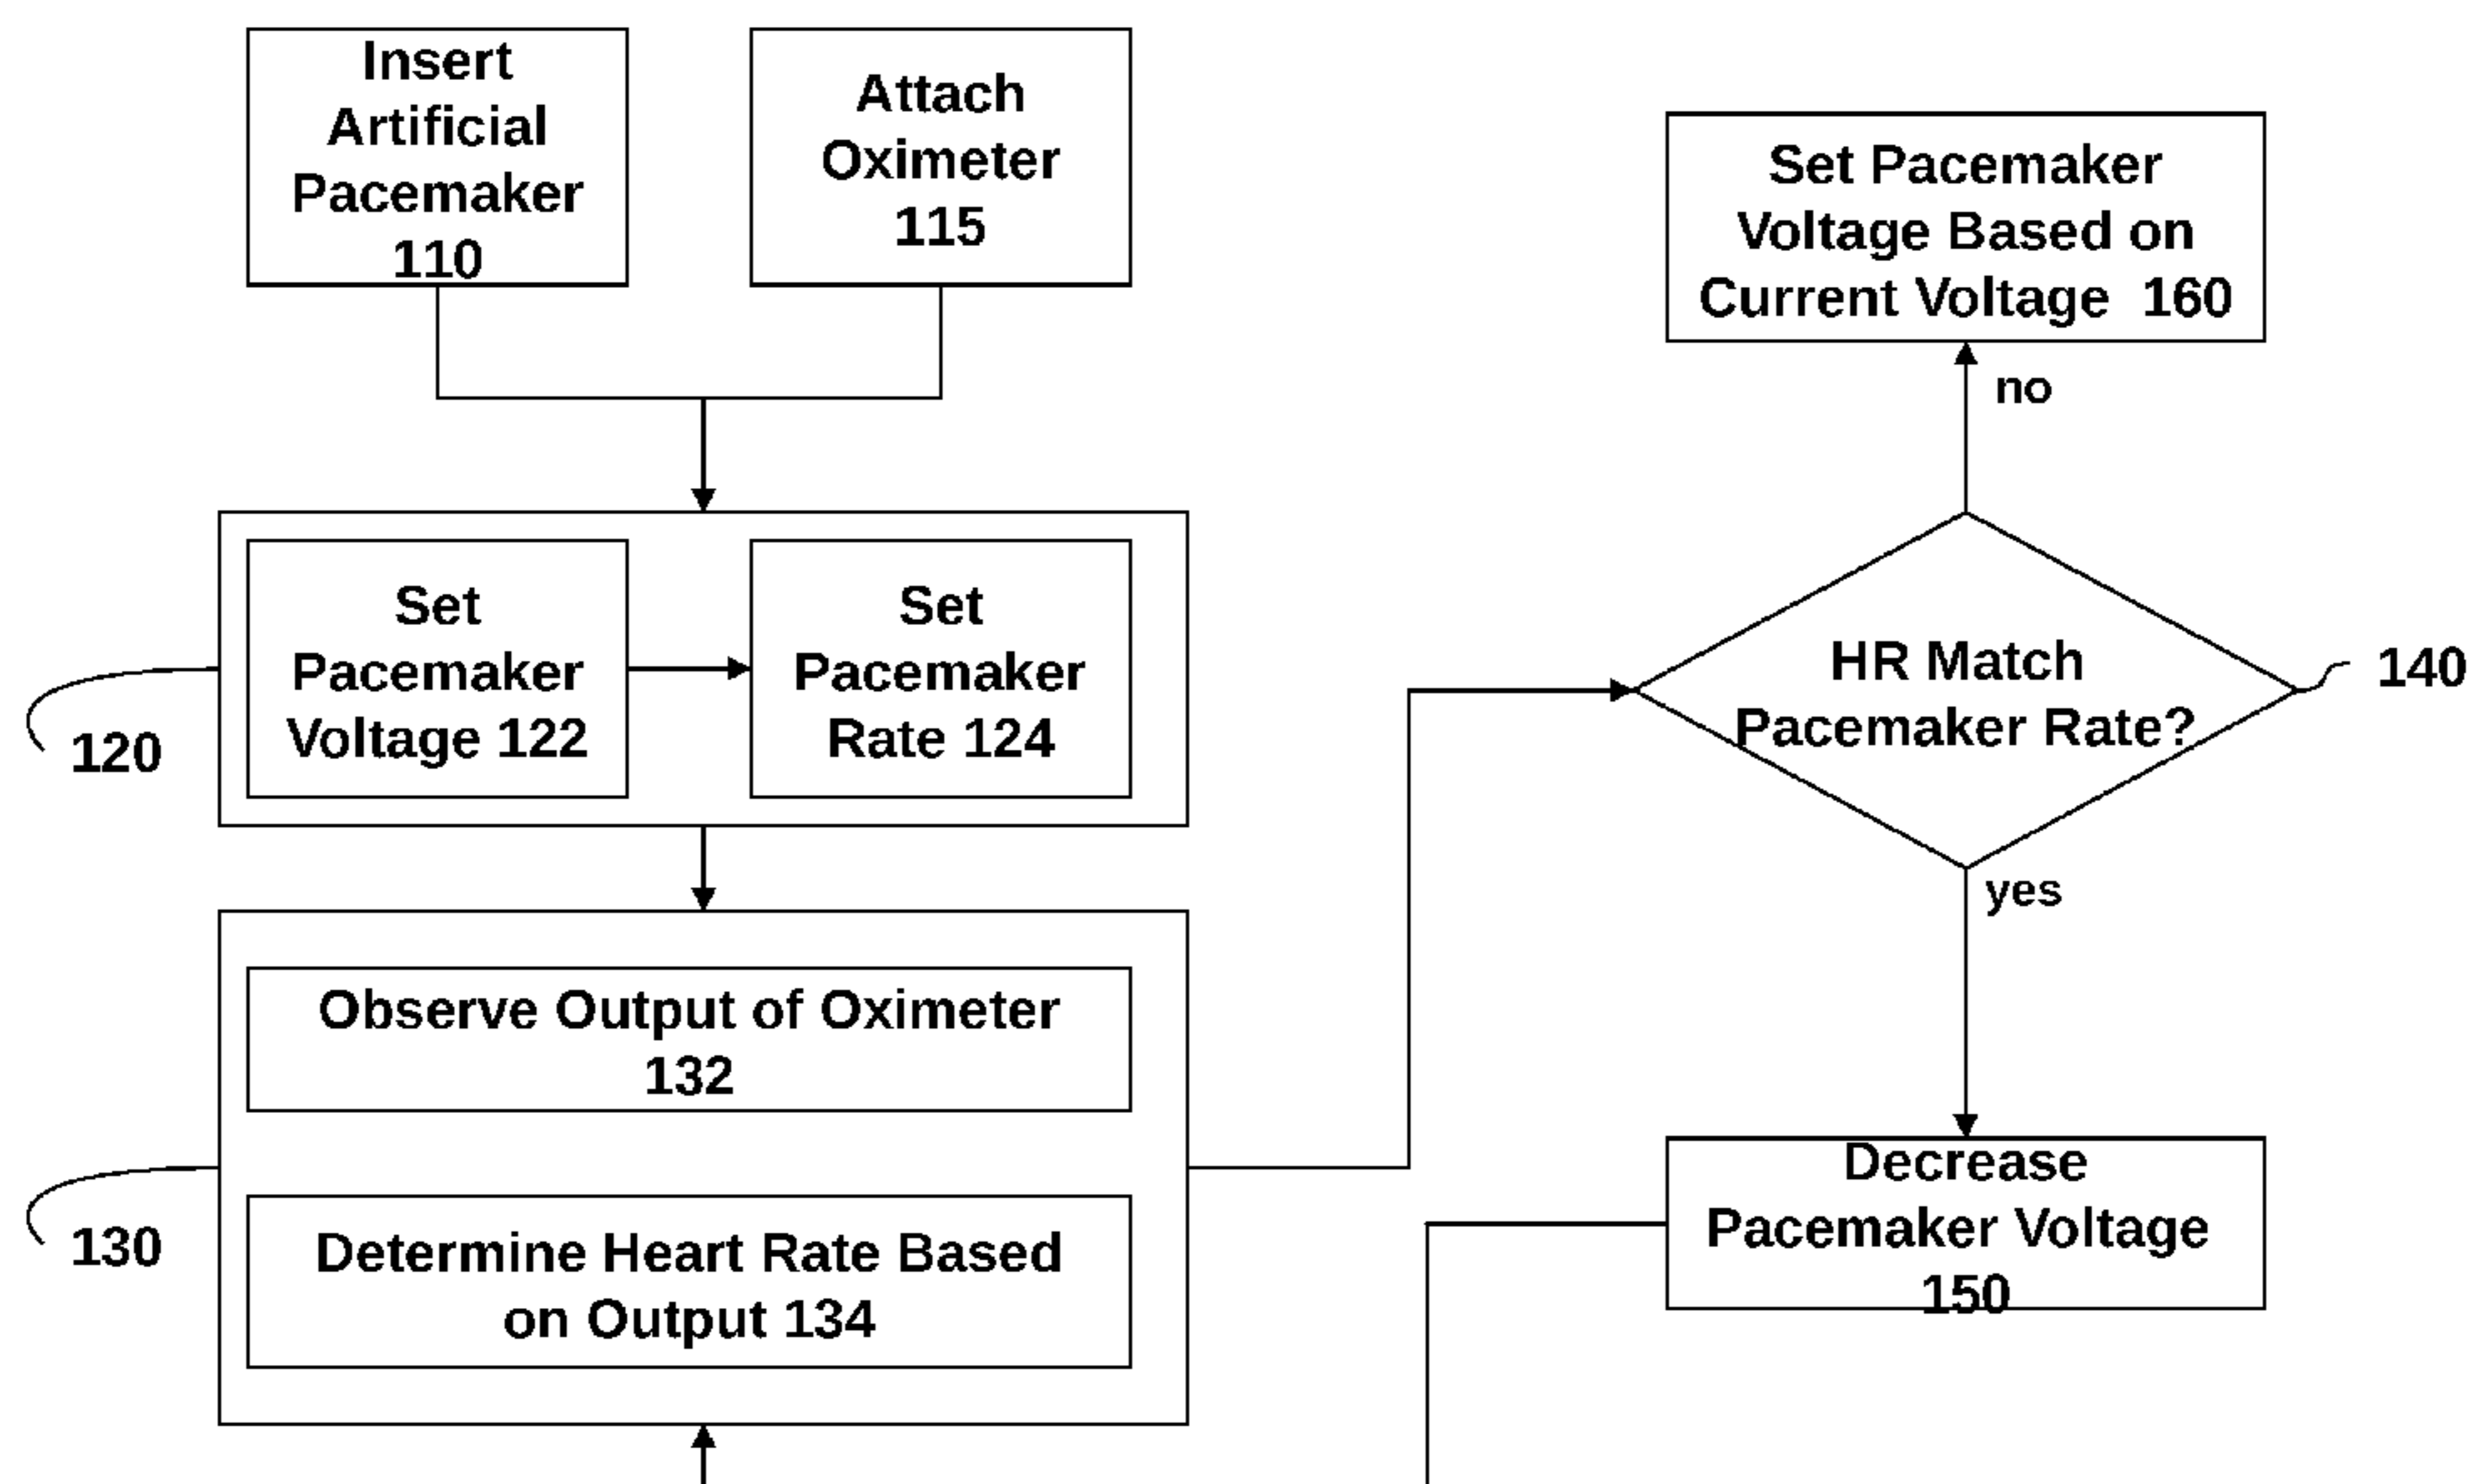 Insert
Artificial
Pacemaker
110
Attach
Oximeter
115
Set Pacemaker
Voltage Based on
Current Voltage 160
no
Set
Pacemaker
Voltage 122
Set
Pacemaker
Rate 124
120
HR Match
Pacemaker Rate?
140
yes
Observe Output of Oximeter
132
Determine Heart Rate Based
on Output 134
130
Decrease
Pacemaker Voltage
150